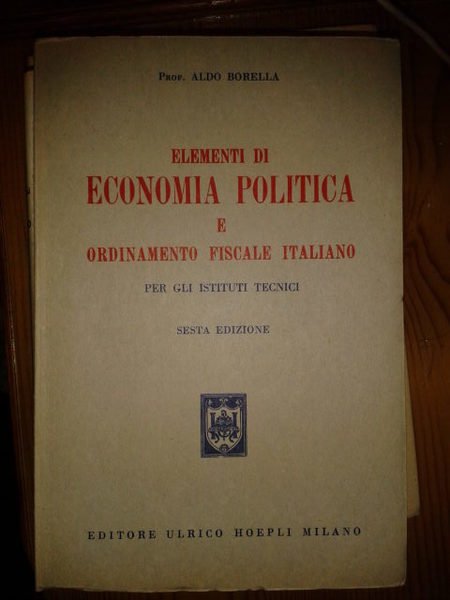 Prof. ALDO BORELLA
ELEMENTI DI
ECONOMIA POLITICA
E
ORDINAMENTO FISCALE ITALIANO
PER GLI ISTITUTI TECNICI
SESTA EDIZIONE
EDITORE ULRICO HOEPLI MILANO